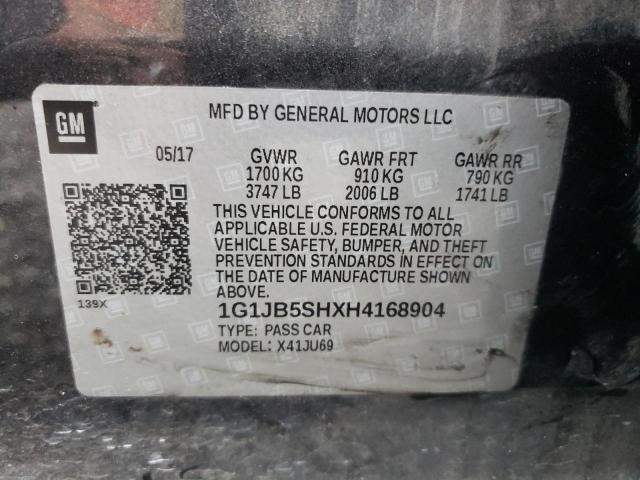 GM
MFD BY GENERAL MOTORS LLC
05/17 GVWR GAWR FRT GAWR RR
1700 KG 910 KG 790 KG
3747 LB 2006 LB 1741 LB
THIS VEHICLE CONFORMS TO ALL
APPLICABLE U.S. FEDERAL MOTOR
VEHICLE SAFETY, BUMPER, AND THEFT
PREVENTION STANDARDS IN EFFECT ON
THE DATE OF MANUFACTURE SHOWN
ABOVE.
139X
1G1JB5SHXH4168904
TYPE: PASS CAR
MODEL: X41JU69